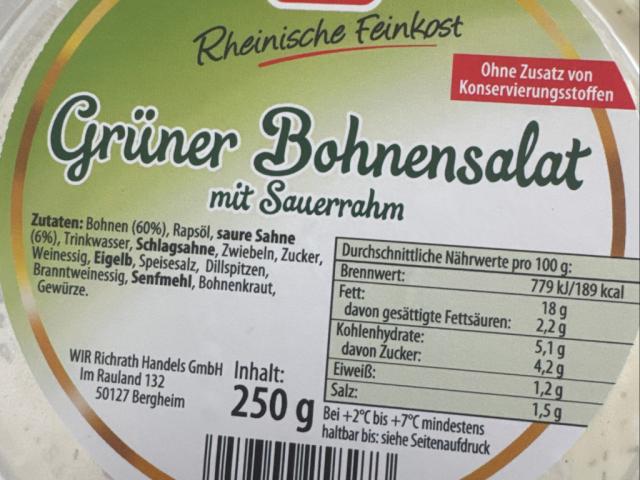 Rheinische Feinkost
Ohne Zusatz von
Konservierungsstoffen
Grüner Bohnensalat
mit Sauerrahm
Zutaten: Bohnen (60%), Rapsöl, saure Sahne
(6%), Trinkwasser, Schlagsahne, Zwiebeln, Zucker,
Weinessig, Eigelb, Speisesalz, Dillspitzen,
Branntweinessig, Senfmehl, Bohnenkraut,
Gewürze.
Durchschnittliche Nährwerte pro 100 g:
Brennwert: 779 kJ/189 kcal
Fett: 18 g
davon gesättigte Fettsäuren: 2,2 g
Kohlenhydrate: 5,1 g
davon Zucker: 4,2 g
Eiweiß: 1,2 g
Salz: 1,5 g
WIR Richrath Handels GmbH
Im Rauland 132
50127 Bergheim
Inhalt:
250 g
Bei +2°C bis +7°C mindestens
haltbar bis: siehe Seitenaufdruck